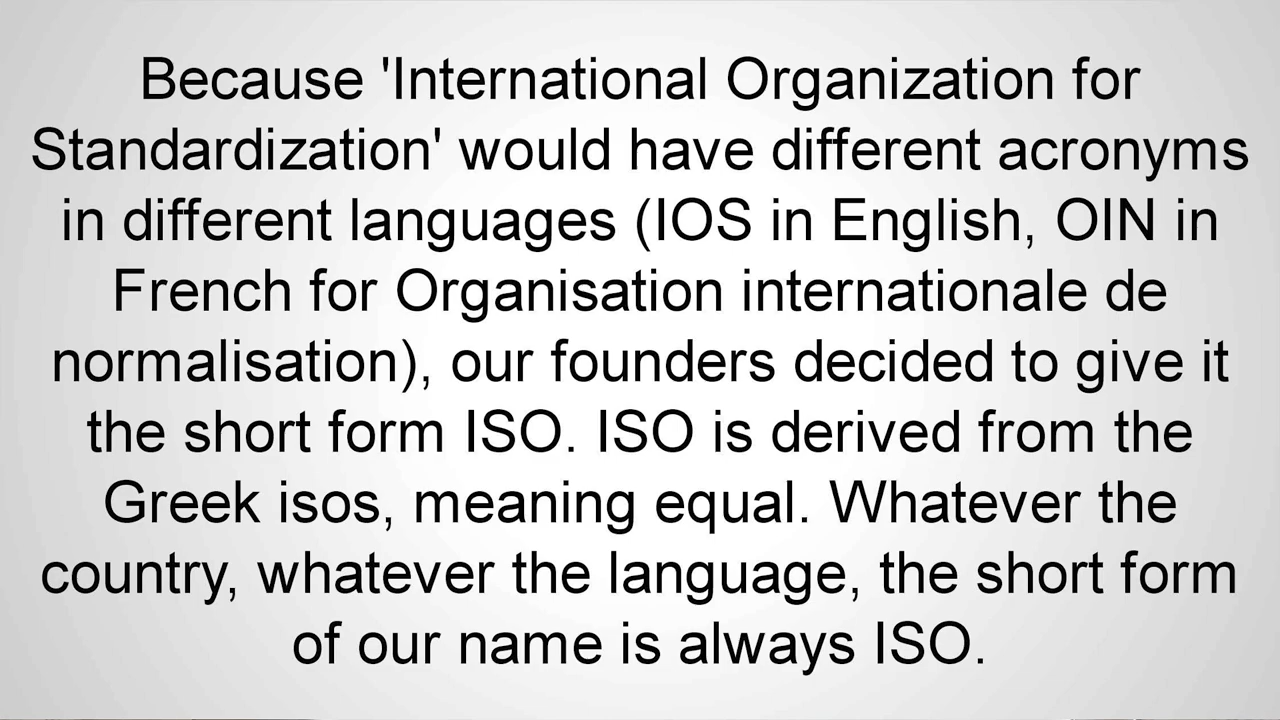 Because 'International Organization for
Standardization' would have different acronyms
in different languages (IOS in English, OIN in
French for Organisation internationale de
normalisation), our founders decided to give it
the short form ISO. ISO is derived from the
Greek isos, meaning equal. Whatever the
country, whatever the language, the short form
of our name is always ISO.